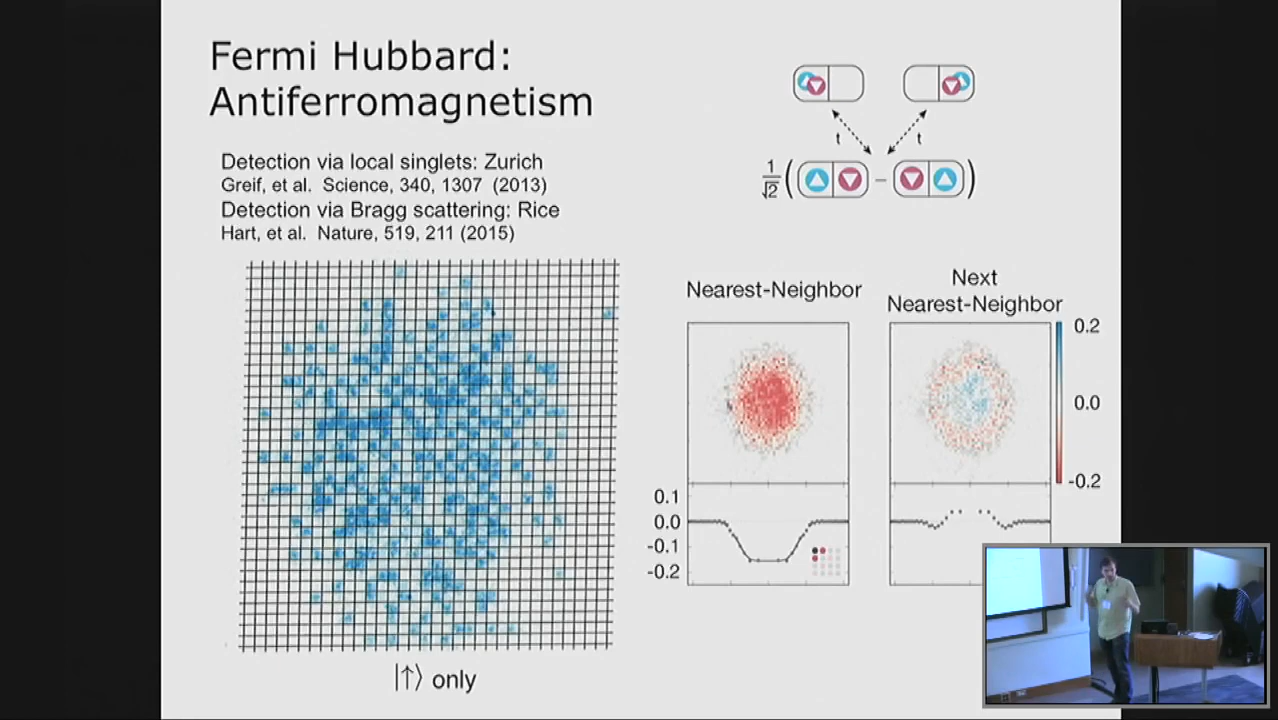 Fermi Hubbard:
Antiferromagnetism
Detection via local singlets: Zurich
Greif, et al. Science, 340, 1307 (2013)
Detection via Bragg scattering: Rice
Hart, et al. Nature, 519, 211 (2015)
t
t
1
√2
(
–
)
Nearest-Neighbor
Next
Nearest-Neighbor
0.2
0.0
-0.2
0.1
0.0
-0.1
-0.2
|↑⟩ only